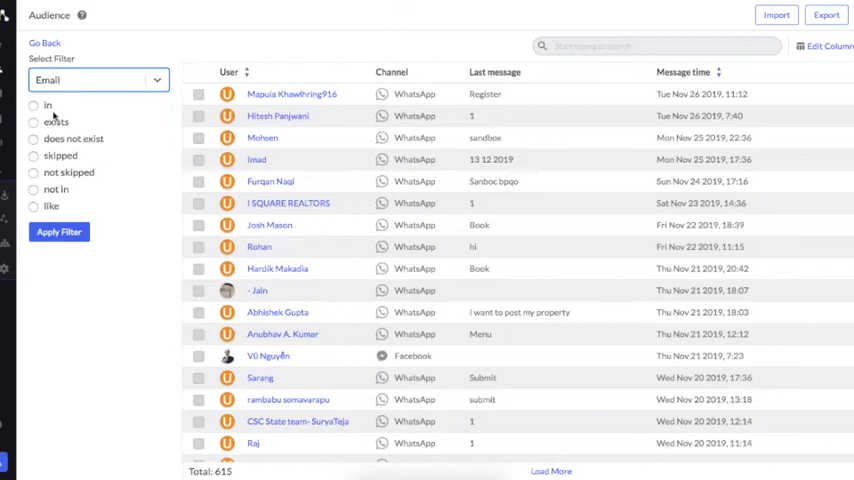 Audience ?
Import
Export
Go Back
Select Filter
Email
in
exists
does not exist
skipped
not skipped
not in
like
Apply Filter
Start typing to search
Edit Column
User Channel Last message Message time
Mapuia Khawlhring916 WhatsApp Register Tue Nov 26 2019, 11:12
Hitesh Panjwani WhatsApp 1 Tue Nov 26 2019, 7:40
Mohsen WhatsApp sandbox Mon Nov 25 2019, 22:36
Imad WhatsApp 13 12 2019 Mon Nov 25 2019, 17:36
Furqan Naqi WhatsApp Sanboc bpqo Sun Nov 24 2019, 17:16
I SQUARE REALTORS WhatsApp 1 Sat Nov 23 2019, 14:36
Josh Mason WhatsApp Book Fri Nov 22 2019, 18:39
Rohan WhatsApp hi Fri Nov 22 2019, 11:15
Hardik Makadia WhatsApp Book Thu Nov 21 2019, 20:42
- Jain WhatsApp Thu Nov 21 2019, 18:07
Abhishek Gupta WhatsApp I want to post my property Thu Nov 21 2019, 18:03
Anubhav A. Kumar WhatsApp Menu Thu Nov 21 2019, 12:12
Vũ Nguyễn Facebook Thu Nov 21 2019, 7:23
Sarang WhatsApp Submit Wed Nov 20 2019, 17:36
rambabu somavarapu WhatsApp submit Wed Nov 20 2019, 13:18
CSC State team- SuryaTeja WhatsApp 1 Wed Nov 20 2019, 12:14
Raj WhatsApp 1 Wed Nov 20 2019, 11:14
Total: 615
Load More